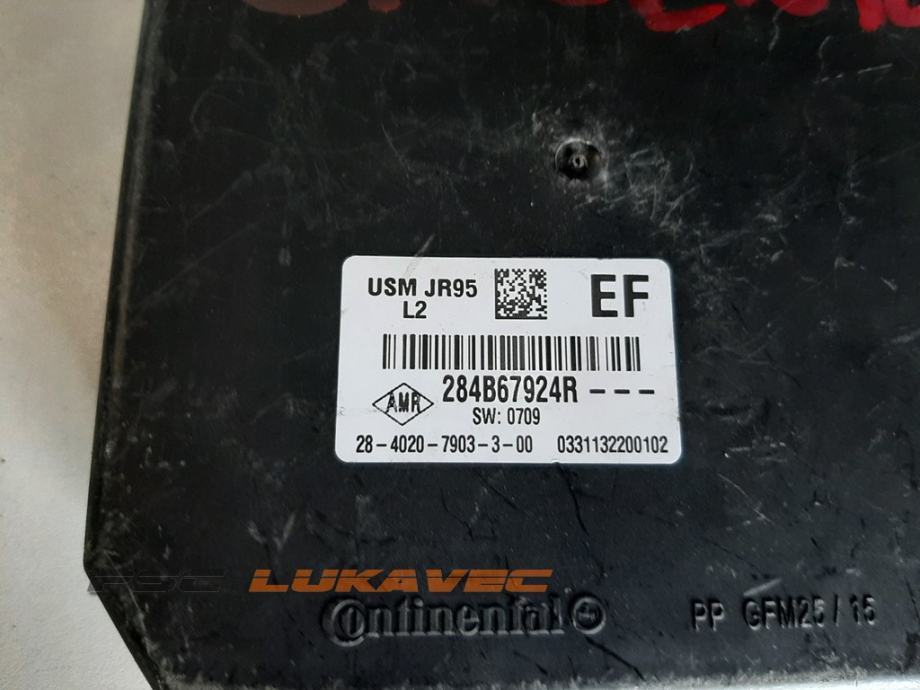 USM JR95
L2
EF
AMR
284B67924R - - -
SW: 0709
28-4020-7903-3-00 0331132200102
LUKAVEC
Continental
PP GFM25/15